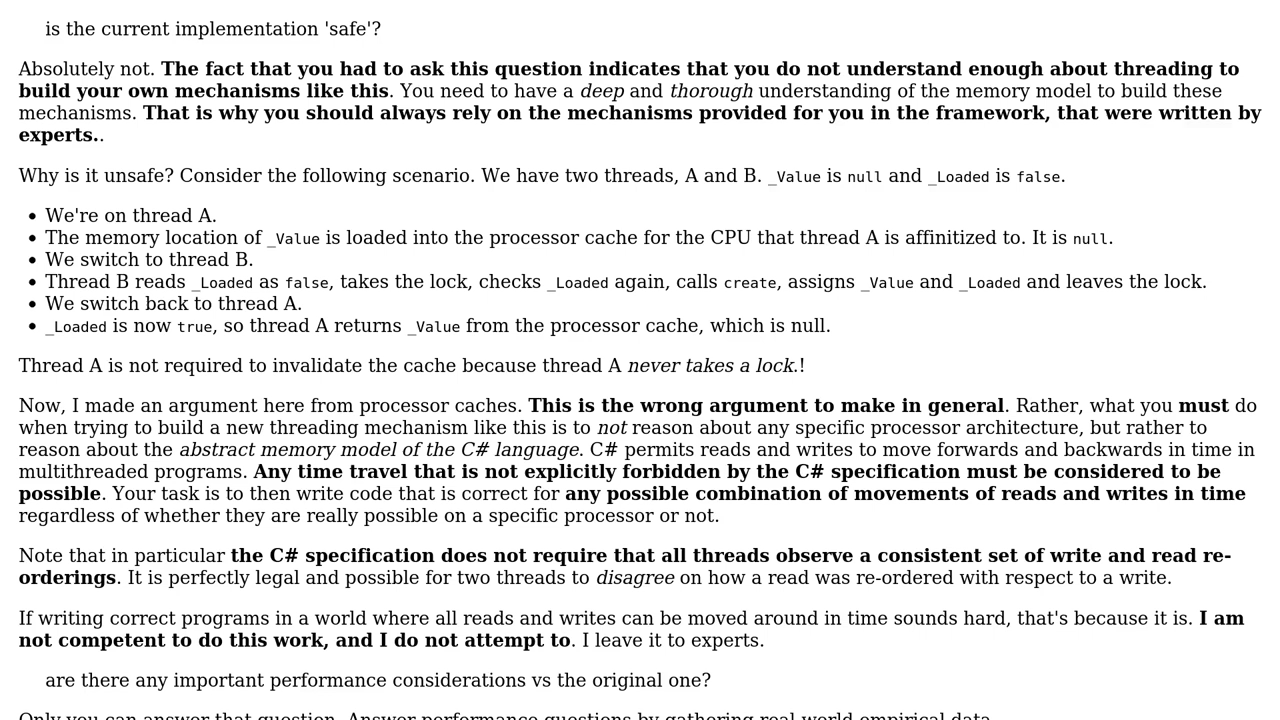 is the current implementation 'safe'?
Absolutely not. The fact that you had to ask this question indicates that you do not understand enough about threading to
build your own mechanisms like this. You need to have a deep and thorough understanding of the memory model to build these
mechanisms. That is why you should always rely on the mechanisms provided for you in the framework, that were written by
experts..
Why is it unsafe? Consider the following scenario. We have two threads, A and B. _Value is null and _Loaded is false.
• We're on thread A.
• The memory location of _Value is loaded into the processor cache for the CPU that thread A is affinitized to. It is null.
• We switch to thread B.
• Thread B reads _Loaded as false, takes the lock, checks _Loaded again, calls create, assigns _Value and _Loaded and leaves the lock.
• We switch back to thread A.
• _Loaded is now true, so thread A returns _Value from the processor cache, which is null.
Thread A is not required to invalidate the cache because thread A never takes a lock.!
Now, I made an argument here from processor caches. This is the wrong argument to make in general. Rather, what you must do
when trying to build a new threading mechanism like this is to not reason about any specific processor architecture, but rather to
reason about the abstract memory model of the C# language. C# permits reads and writes to move forwards and backwards in time in
multithreaded programs. Any time travel that is not explicitly forbidden by the C# specification must be considered to be
possible. Your task is to then write code that is correct for any possible combination of movements of reads and writes in time
regardless of whether they are really possible on a specific processor or not.
Note that in particular the C# specification does not require that all threads observe a consistent set of write and read re-
orderings. It is perfectly legal and possible for two threads to disagree on how a read was re-ordered with respect to a write.
If writing correct programs in a world where all reads and writes can be moved around in time sounds hard, that's because it is. I am
not competent to do this work, and I do not attempt to. I leave it to experts.
are there any important performance considerations vs the original one?
Only you can answer that question. Answer performance questions by gathering real world empirical data.